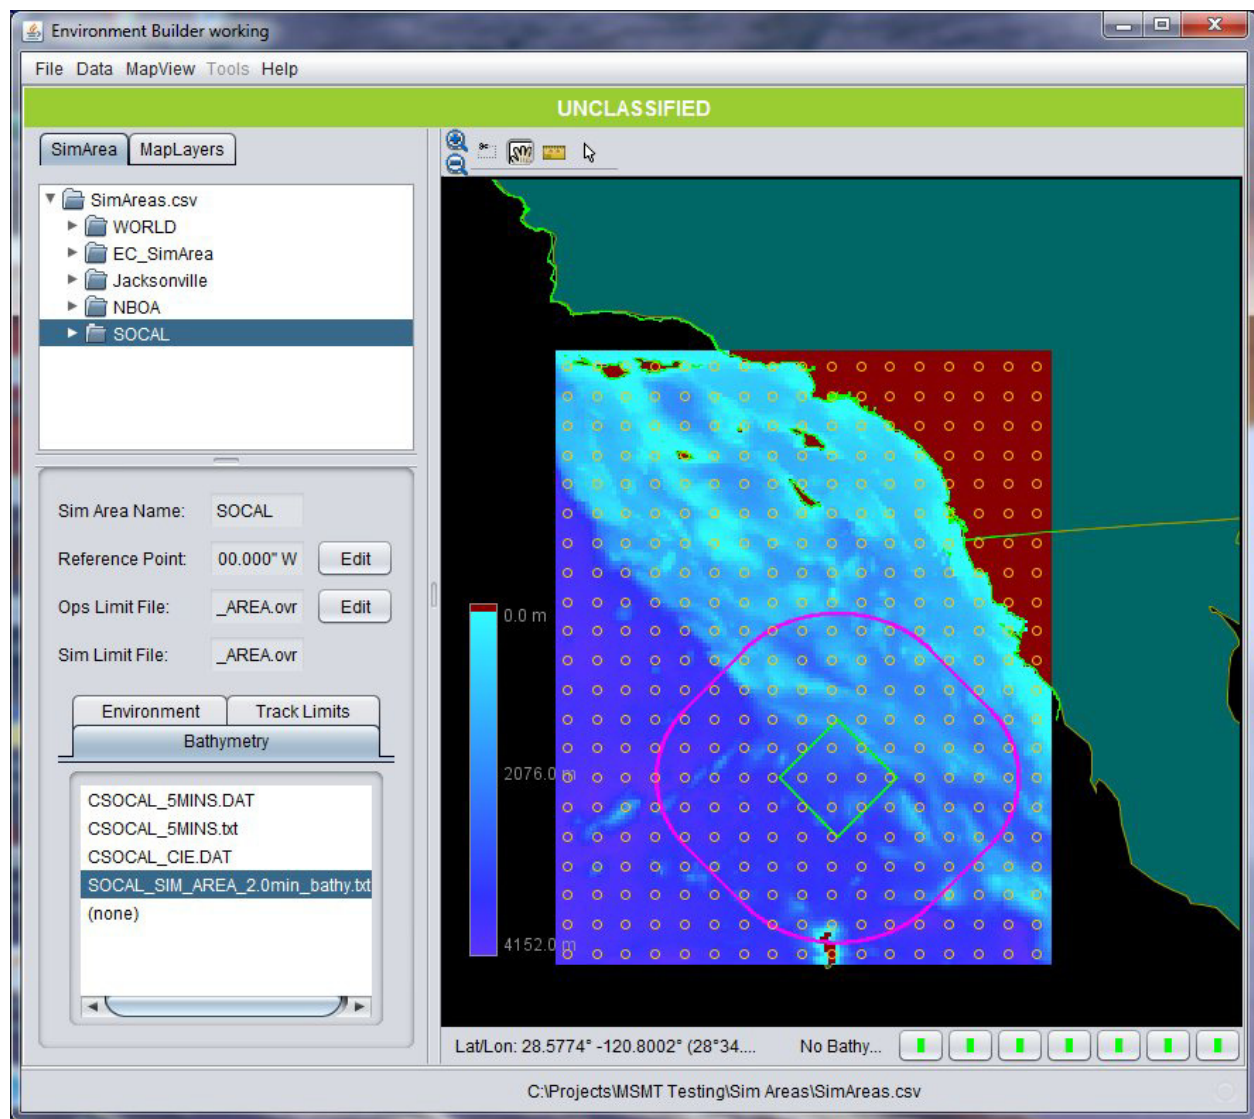 Environment Builder working
File Data MapView Tools Help
UNCLASSIFIED
SimArea MapLayers
SimAreas.csv
WORLD
EC_SimArea
Jacksonville
NBOA
SOCAL
Sim Area Name: SOCAL
Reference Point: 00.000" W Edit
Ops Limit File: _AREA.ovr Edit
Sim Limit File: _AREA.ovr
Environment Track Limits
Bathymetry
CSOCAL_5MINS.DAT
CSOCAL_5MINS.txt
CSOCAL_CIE.DAT
SOCAL_SIM_AREA_2.0min_bathy.txt
(none)
0.0 m
2076.0 m
4152.0 m
Lat/Lon: 28.5774° -120.8002° (28°34.... No Bathy...
C:\Projects\MSMT Testing\Sim Areas\SimAreas.csv